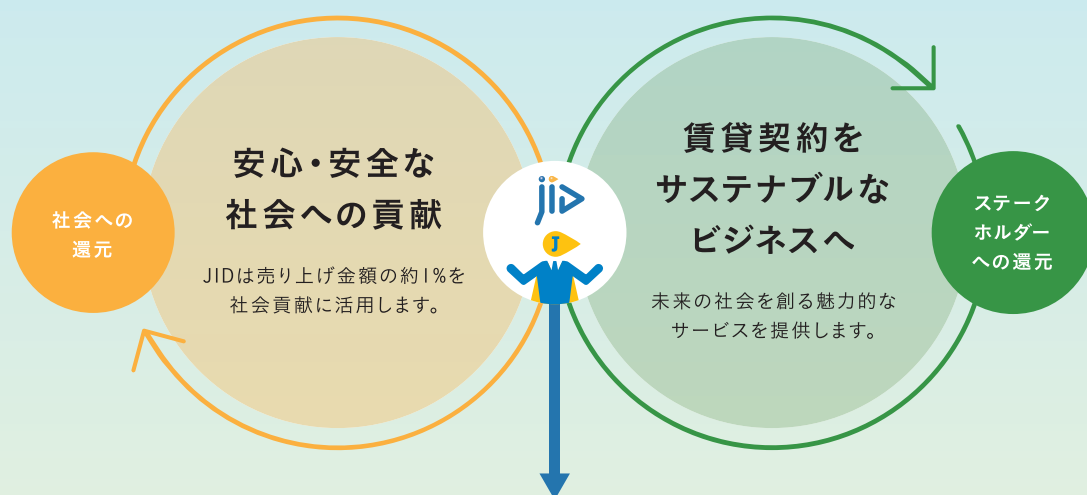 社会への
還元
安心・安全な
社会への貢献
JIDは売り上げ金額の約1%を
社会貢献に活用します。
jiD
J
賃貸契約を
サステナブルな
ビジネスへ
未来の社会を創る魅力的な
サービスを提供します。
ステーク
ホルダー
への還元